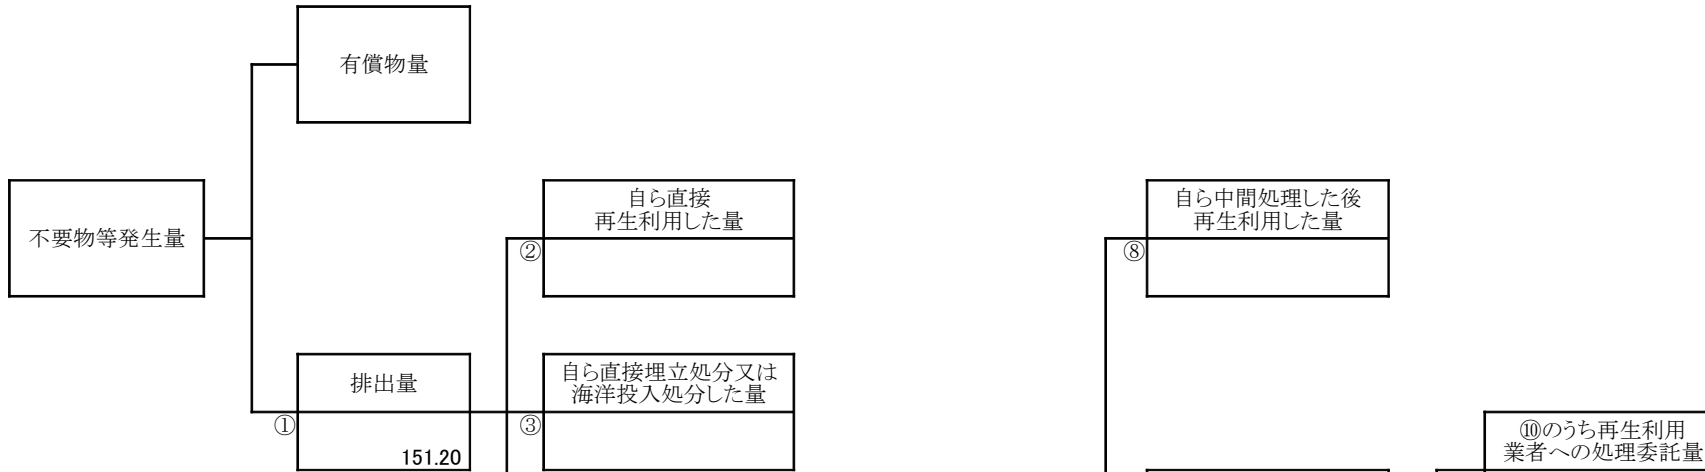 有償物量
不要物等発生量
自ら直接
再生利用した量
②
自ら中間処理した後
再生利用した量
⑧
排出量
①
151.20
自ら直接埋立処分又は
海洋投入処分した量
③
⑩のうち再生利用
業者への処理委託量